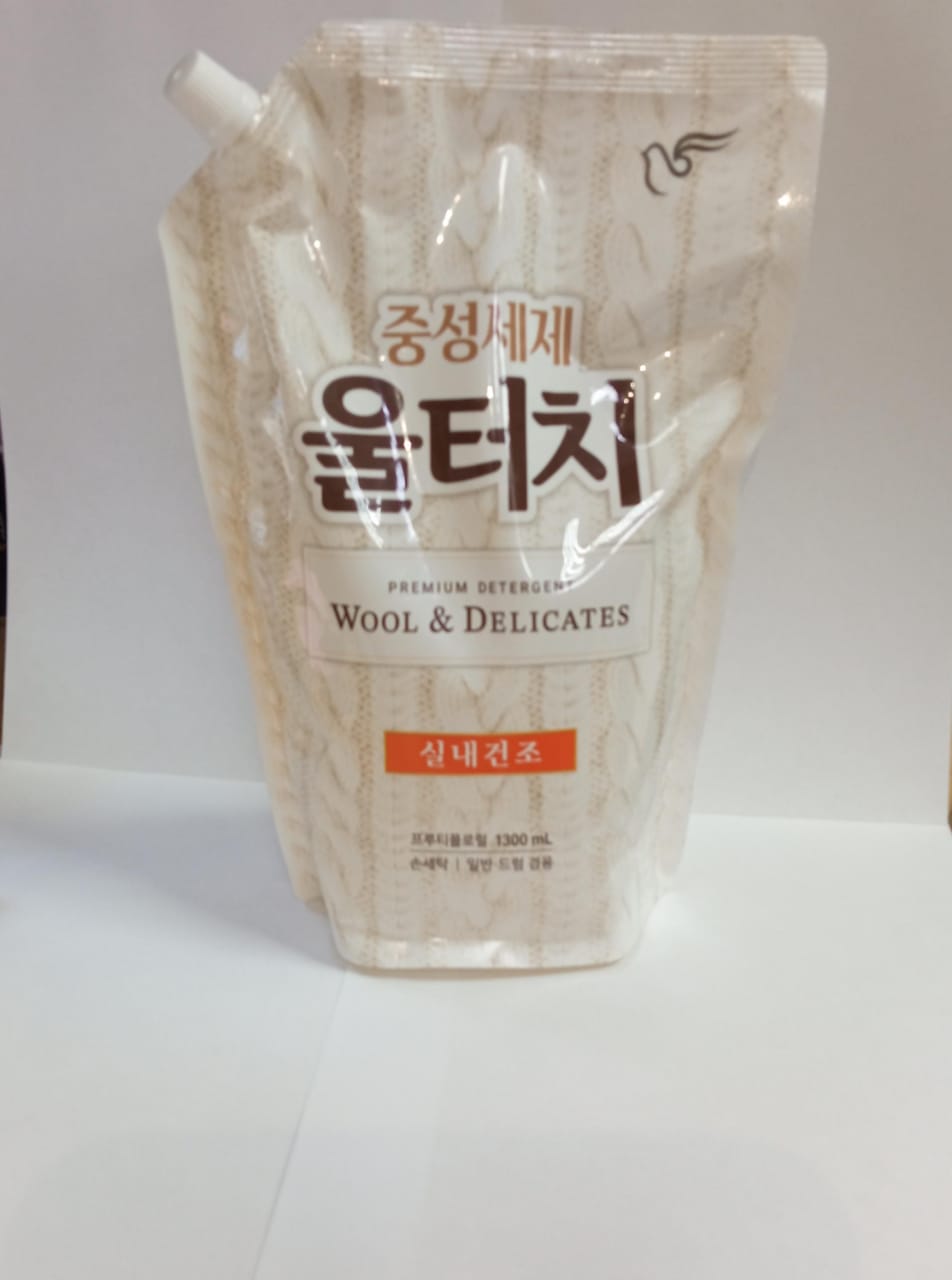 중성세제
울터치
PREMIUM DETERGENT
WOOL & DELICATES
실내건조
프루티플로럴 1300 mL
손세탁 | 일반·드럼 겸용